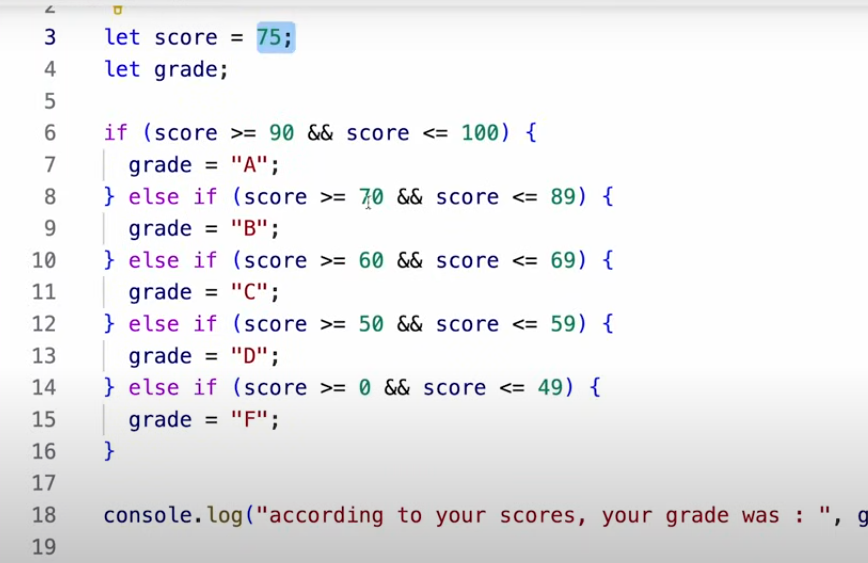 2
3 let score = 75;
4 let grade;
5
6 if (score >= 90 && score <= 100) {
7 grade = "A";
8 } else if (score >= 70 && score <= 89) {
9 grade = "B";
10 } else if (score >= 60 && score <= 69) {
11 grade = "C";
12 } else if (score >= 50 && score <= 59) {
13 grade = "D";
14 } else if (score >= 0 && score <= 49) {
15 grade = "F";
16 }
17
18 console.log("according to your scores, your grade was : ", g
19